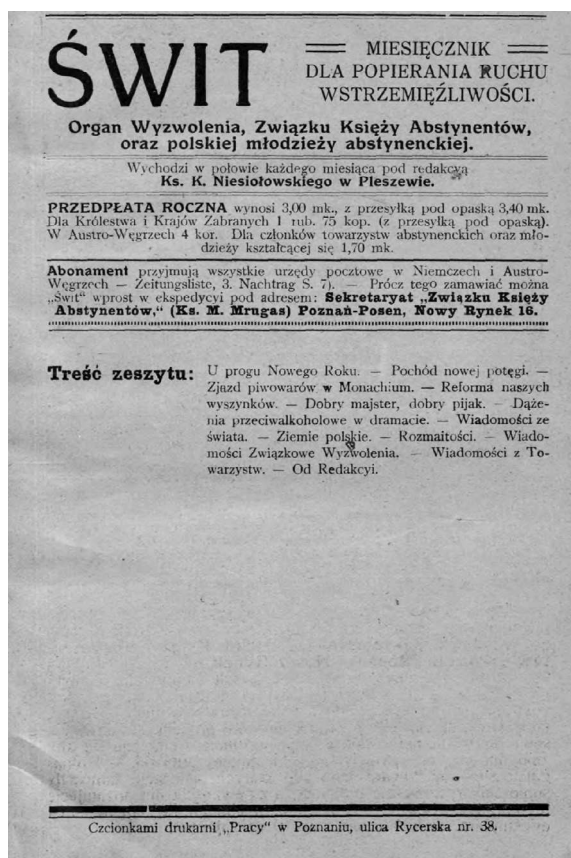 ŚWIT
MIESIĘCZNIK
DLA POPIERANIA RUCHU
WSTRZEMIĘŹLIWOŚCI.
Organ Wyzwolenia, Związku Księży Abstynentów,
oraz polskiej młodzieży abstynenckiej.
Wychodzi w połowie każdego miesiąca pod redakcyą
Ks. K. Niesiołowskiego w Pleszewie.
PRZEDPŁATA ROCZNA wynosi 3,00 mk., z przesyłką pod opaską 3,40 mk.
Dla Królestwa i Krajów Zabranych 1 rub. 75 kop. (z przesyłką pod opaską).
W Austro-Węgrzech 4 kor. Dla członków towarzystw abstynenckich oraz mło-
dzieży kształcącej się 1,70 mk.
Abonament przyjmują wszystkie urzędy pocztowe w Niemczech i Austro-
Węgrzech — Zeitungsliste, 3. Nachtrag S. 7). — Prócz tego zamawiać można
„Świt“ wprost w ekspedycyi pod adresem: Sekretaryat „Związku Księży
Abstynentów,“ (Ks. M. Mrugas) Poznań-Posen, Nowy Rynek 16.
Treść zeszytu: U progu Nowego Roku. — Pochód nowej potęgi. —
Zjazd piwowarów w Monachium. — Reforma naszych
wyszynków. — Dobry majster, dobry pijak. — Dąże-
nia przeciwalkoholowe w dramacie. — Wiadomości ze
świata. — Ziemie polskie. — Rozmaitości. — Wiado-
mości Związkowe Wyzwolenia. — Wiadomości z To-
warzystw. — Od Redakcyi.
Czcionkami drukarni „Pracy“ w Poznaniu, ulica Rycerska nr. 38.